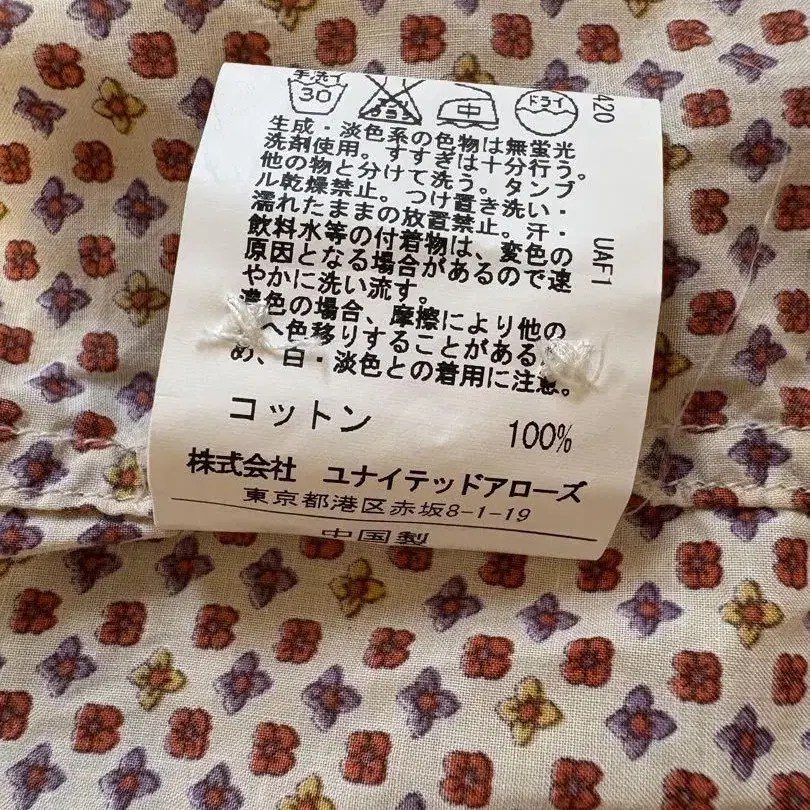 手洗イ
30
エンソ
サラシ
中
ドライ
生成・淡色系の色物は無蛍光
洗剤使用。すすぎは十分行う。
他の物と分けて洗う。タンブ
ル乾燥禁止。つけ置き洗い・
濡れたままの放置禁止。汗・
飲料水等の付着物は、変色の
原因となる場合があるので速
やかに洗い流す。
濃色の場合、摩擦により他の
へ色移りすることがある
め、白・淡色との着用に注意。
コットン 100%
株式会社 ユナイテッドアローズ
東京都港区赤坂8-1-19
中国製
420
UAF1